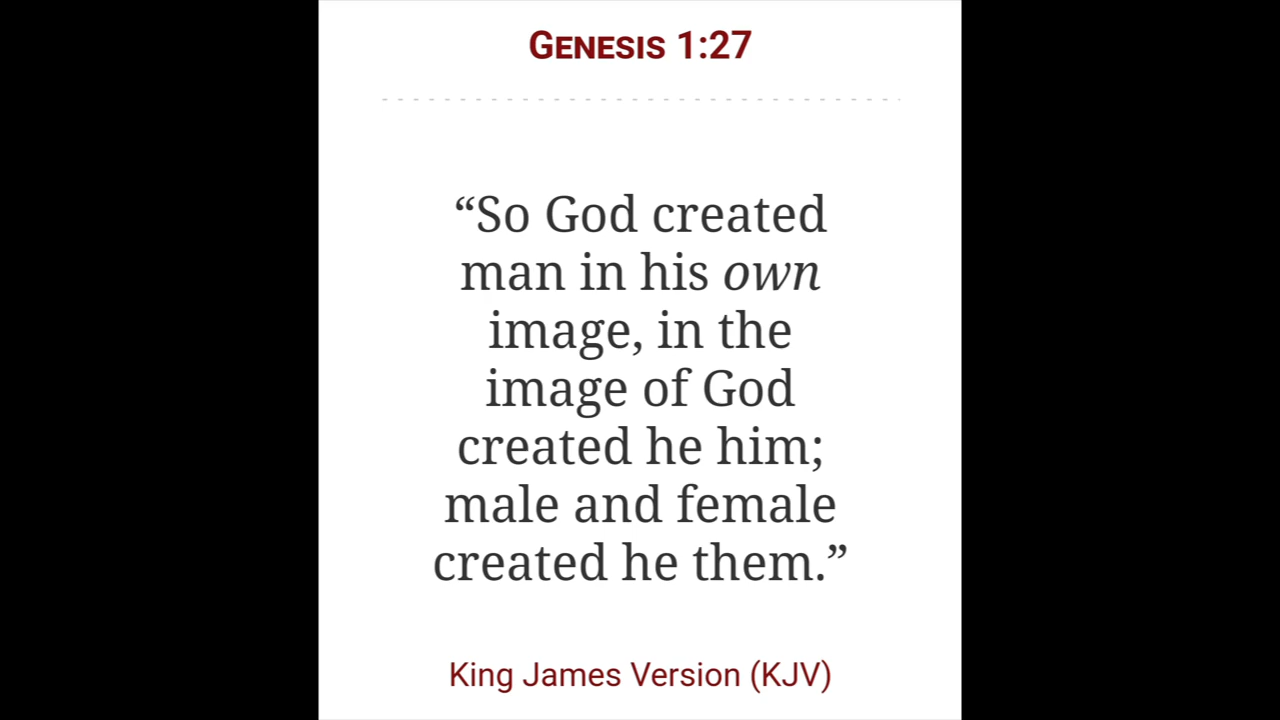 GENESIS 1:27
“So God created
man in his own
image, in the
image of God
created he him;
male and female
created he them.”
King James Version (KJV)